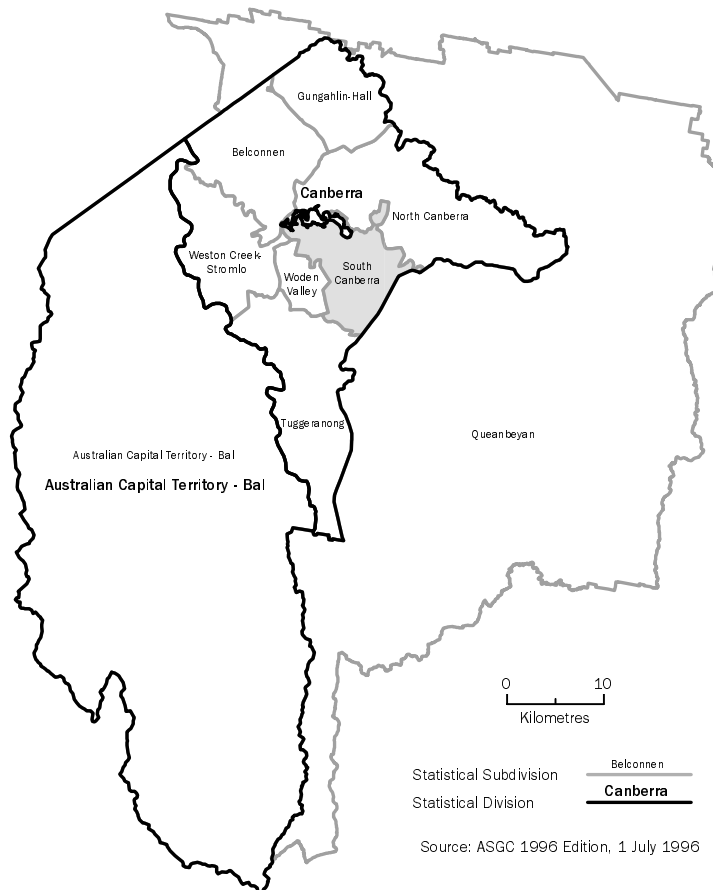 Gungahlin-Hall
Belconnen
Canberra
North Canberra
Weston Creek-
Stromlo
South
Canberra
Woden
Valley
Tuggeranong
Queanbeyan
Australian Capital Territory - Bal
Australian Capital Territory - Bal
0 10
Kilometres
Statistical Subdivision Belconnen
Statistical Division Canberra
Source: ASGC 1996 Edition, 1 July 1996